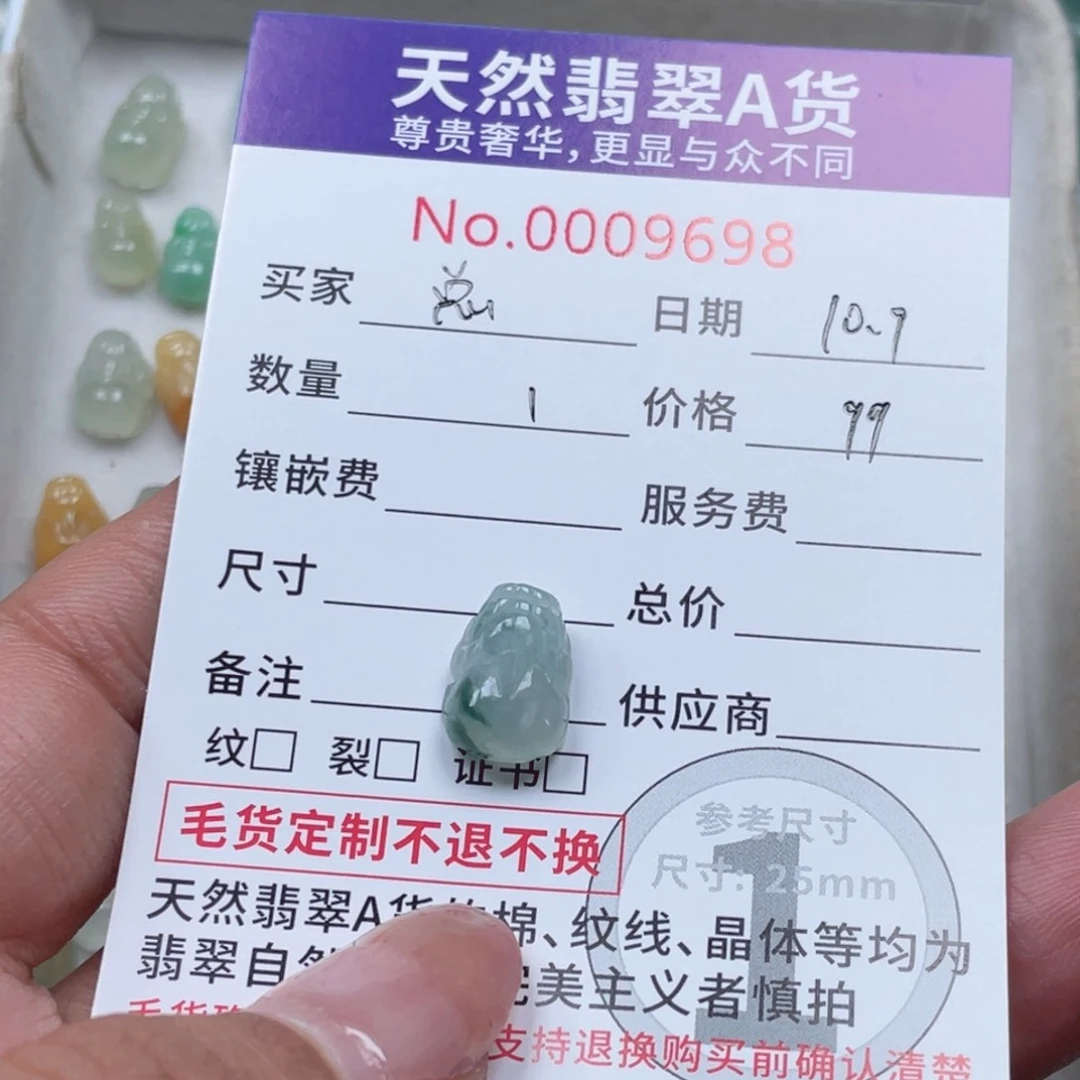 天然翡翠A货
尊贵奢华,更显与众不同
No.0009698
买家 总 日期 10.9
数量 1 价格 99
镶嵌费 服务费
尺寸 总价
备注 供应商
纹 裂 证书
参考尺寸
尺寸: 25mm
1
毛货定制不退不换
天然翡翠A货 棉、纹线、晶体等均为
翡翠自 完美主义者慎拍
毛货 支持退换购买前确认清楚